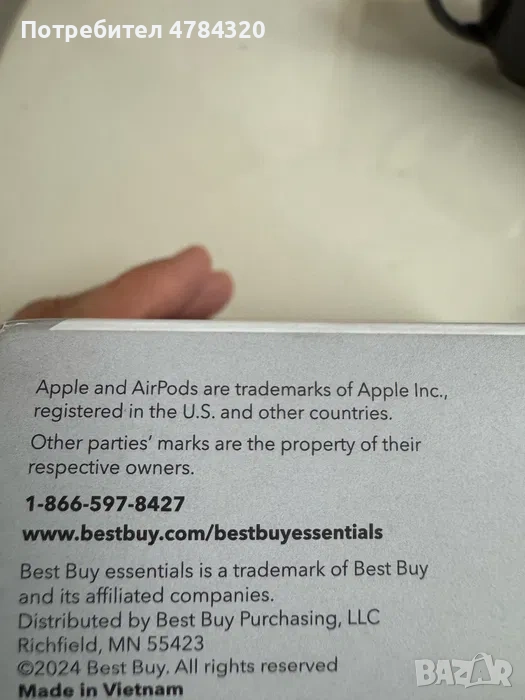 Потребител 4784320
Apple and AirPods are trademarks of Apple Inc.,
registered in the U.S. and other countries.
Other parties' marks are the property of their
respective owners.
1-866-597-8427
www.bestbuy.com/bestbuyessentials
Best Buy essentials is a trademark of Best Buy
and its affiliated companies.
Distributed by Best Buy Purchasing, LLC
Richfield, MN 55423
©2024 Best Buy. All rights reserved
Made in Vietnam
BAZAR